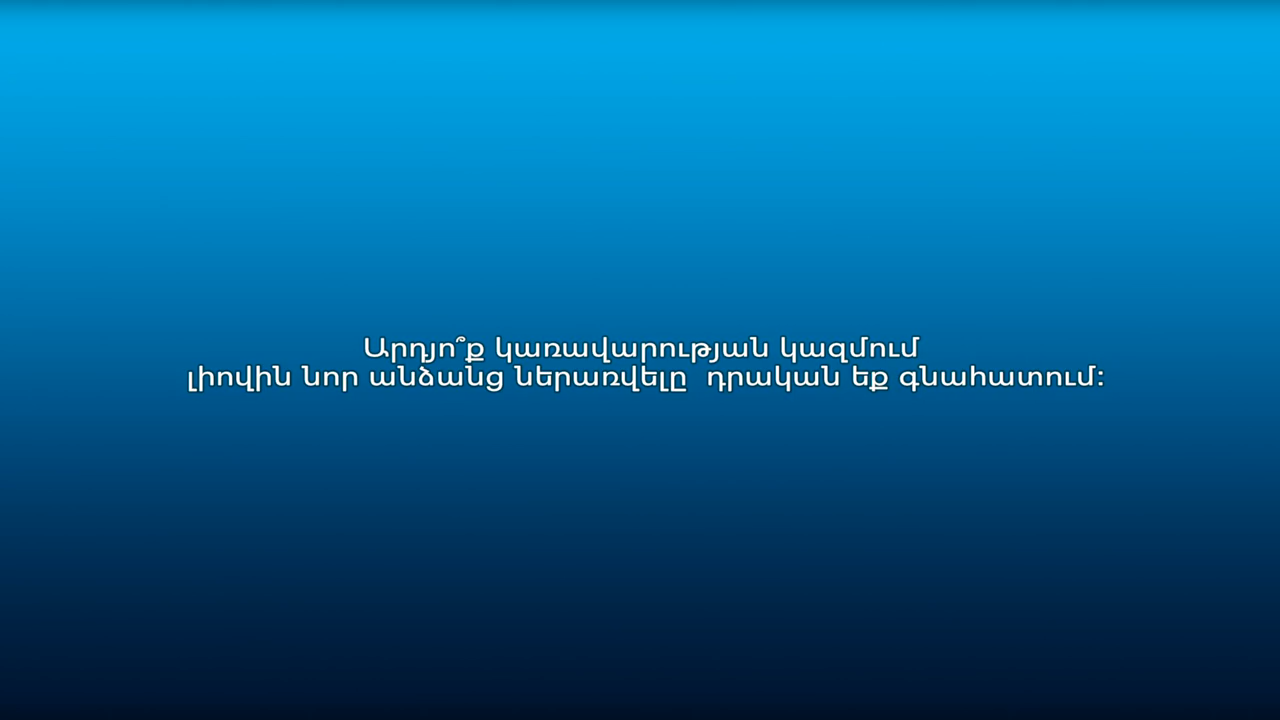 Արդյո՞ք կառավարության կազմում
լիովին նոր անձանց ներառվելը  դրական եք գնահատում: